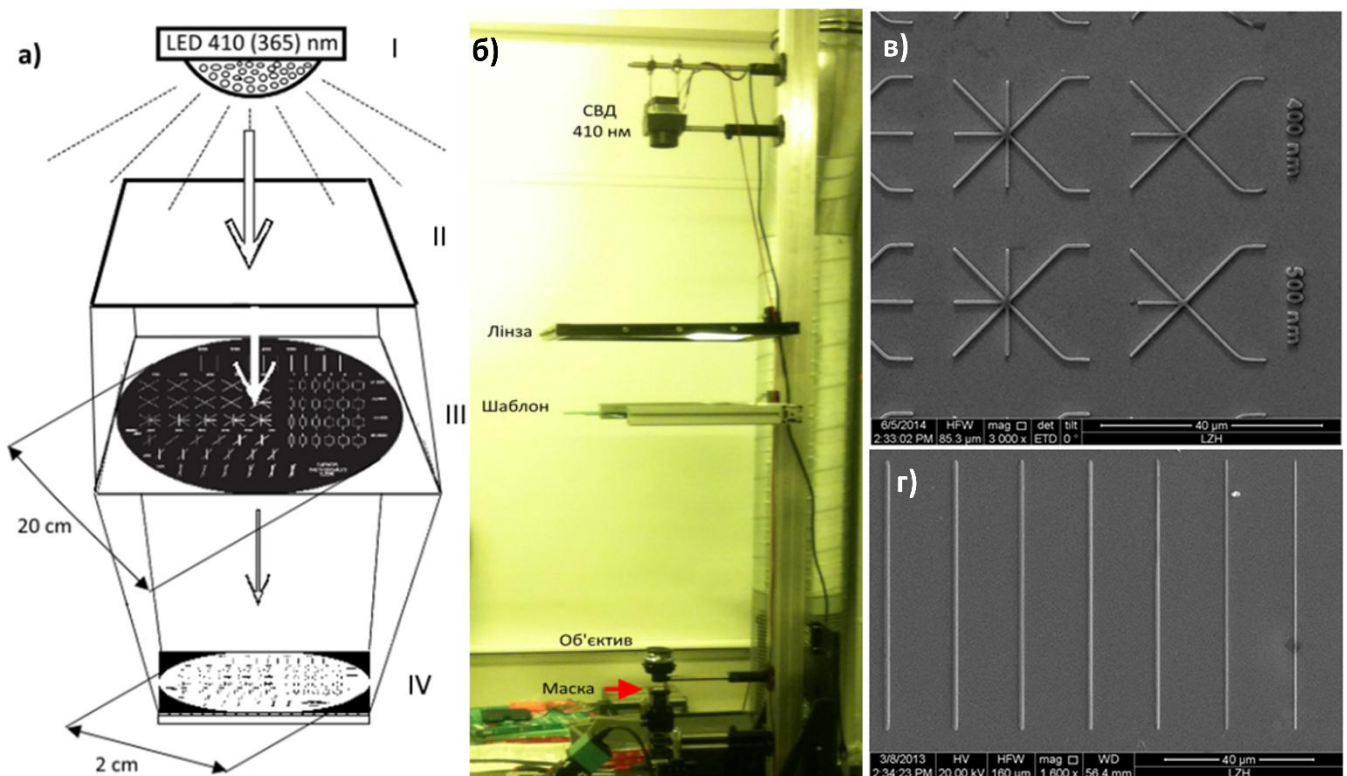 а)
LED 410 (365) nm
I
II
III
20 cm
IV
2 cm
б)
СВД
410 нм
Лінза
Шаблон
Об'єктив
Маска
в)
400 nm
500 nm
6/5/2014 HFW mag det tilt 40 µm
2:33:02 PM 85.3 µm 3 000 x ETD 0 ° LZH
г)
3/8/2013 HV HFW mag WD 40 µm
2:34:23 PM 20.00 kV 160 µm 1 600 x 56.4 mm LZH